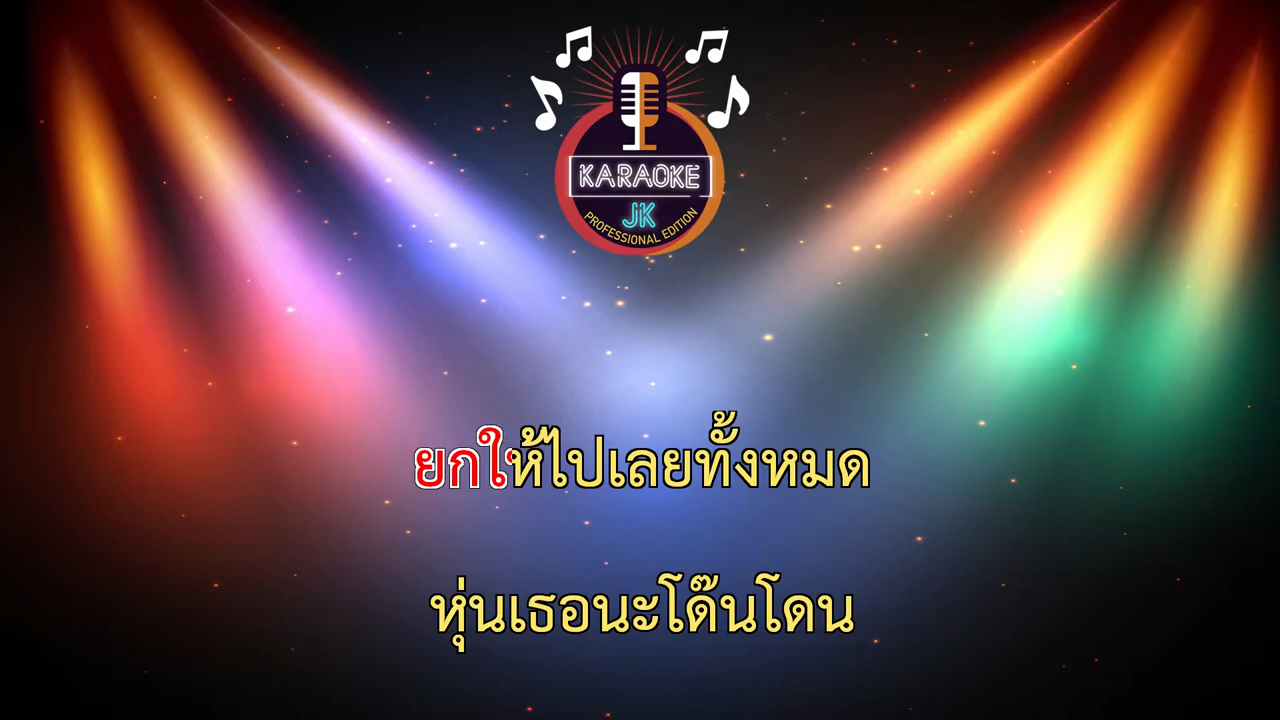 KARAOKE
JK
PROFESSIONAL EDITION
ยกให้ไปเลยทั้งหมด
หุ่นเธอนะโด๊นโดน